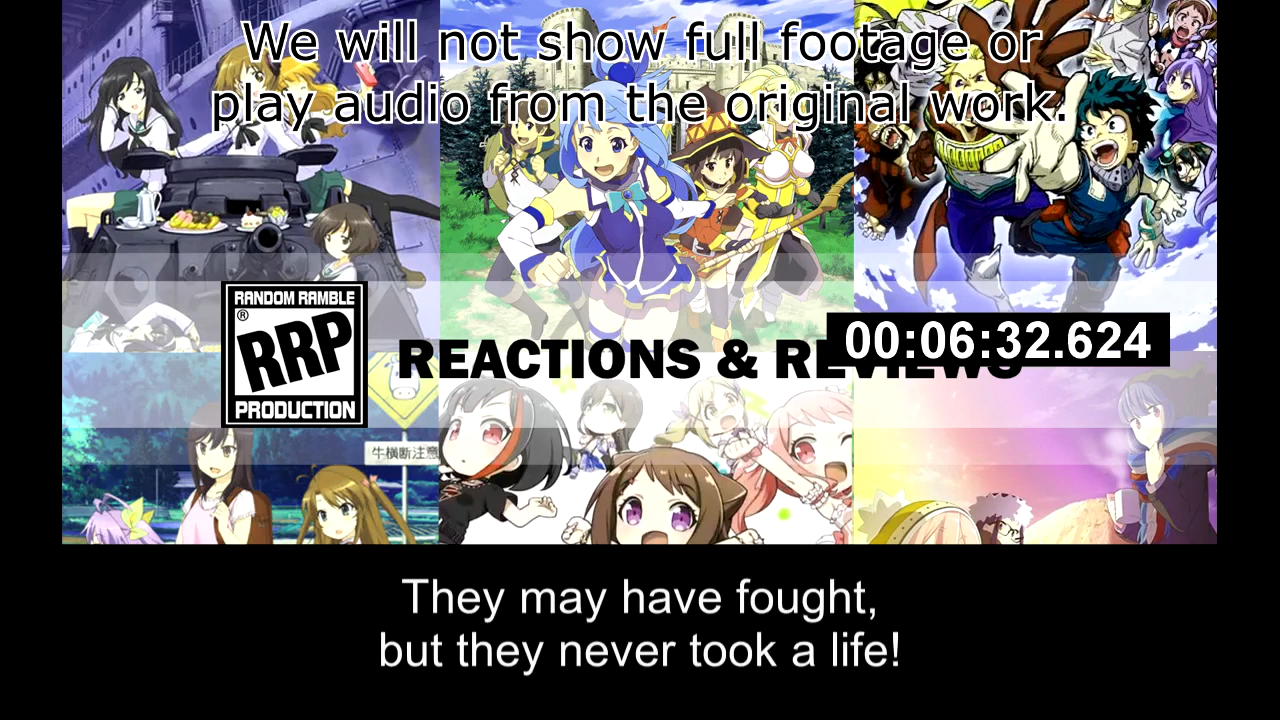 We will not show full footage or
play audio from the original work.
RANDOM RAMBLE
®
RRP
PRODUCTION
REACTIONS & REVIEWS
00:06:32.624
牛横断注意
They may have fought,
but they never took a life!